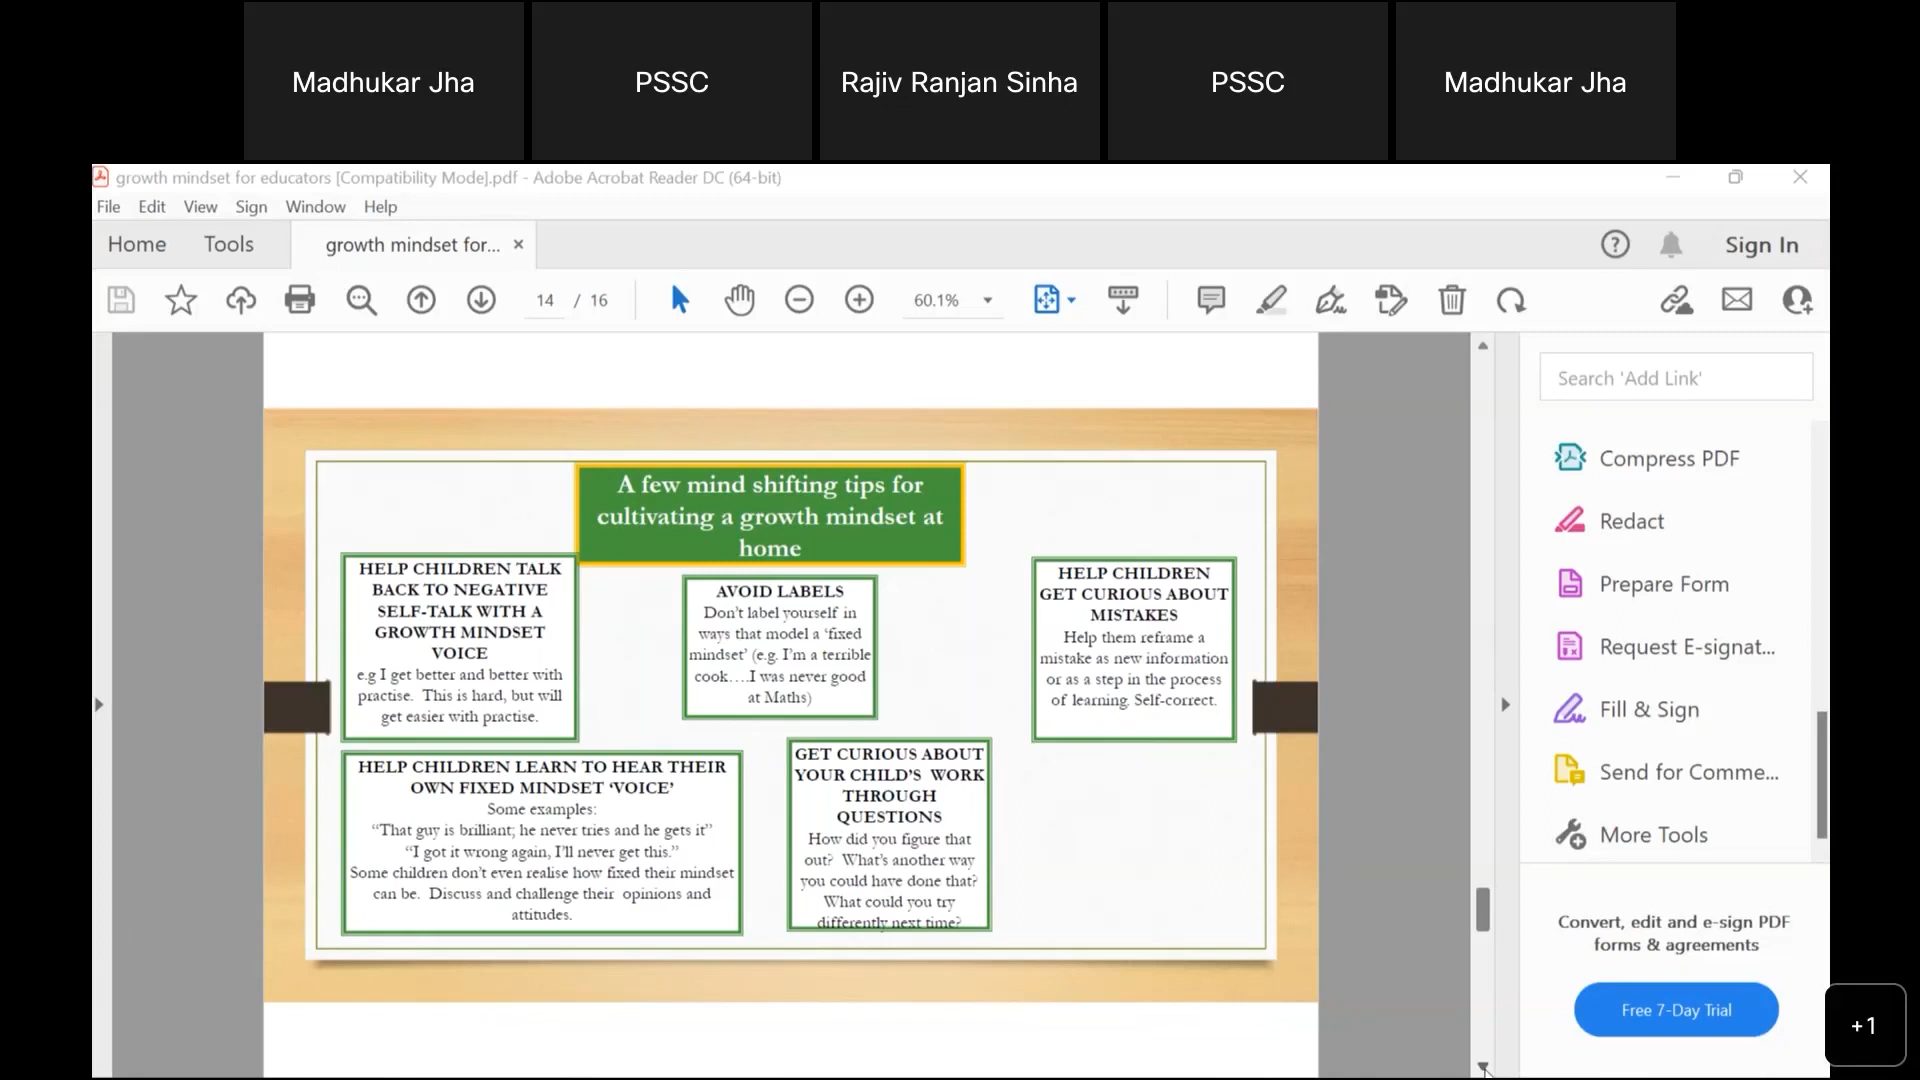 Madhukar Jha
PSSC
Rajiv Ranjan Sinha
PSSC
Madhukar Jha
growth mindset for educators [Compatibility Mode].pdf - Adobe Acrobat Reader DC (64-bit)
File Edit View Sign Window Help
Home Tools growth mindset for... × Sign In
14 / 16 60.1%
A few mind shifting tips for
cultivating a growth mindset at
home
HELP CHILDREN TALK
BACK TO NEGATIVE
SELF-TALK WITH A
GROWTH MINDSET
VOICE
e.g I get better and better with
practise. This is hard, but will
get easier with practise.
AVOID LABELS
Don't label yourself in
ways that model a 'fixed
mindset' (e.g. I'm a terrible
cook….I was never good
at Maths)
HELP CHILDREN
GET CURIOUS ABOUT
MISTAKES
Help them reframe a
mistake as new information
or as a step in the process
of learning. Self-correct.
HELP CHILDREN LEARN TO HEAR THEIR
OWN FIXED MINDSET 'VOICE'
Some examples:
"That guy is brilliant; he never tries and he gets it"
"I got it wrong again, I'll never get this."
Some children don't even realise how fixed their mindset
can be. Discuss and challenge their opinions and
attitudes.
GET CURIOUS ABOUT
YOUR CHILD'S WORK
THROUGH
QUESTIONS
How did you figure that
out? What's another way
you could have done that?
What could you try
differently next time?
Search 'Add Link'
Compress PDF
Redact
Prepare Form
Request E-signat...
Fill & Sign
Send for Comme...
More Tools
Convert, edit and e-sign PDF
forms & agreements
Free 7-Day Trial
+1